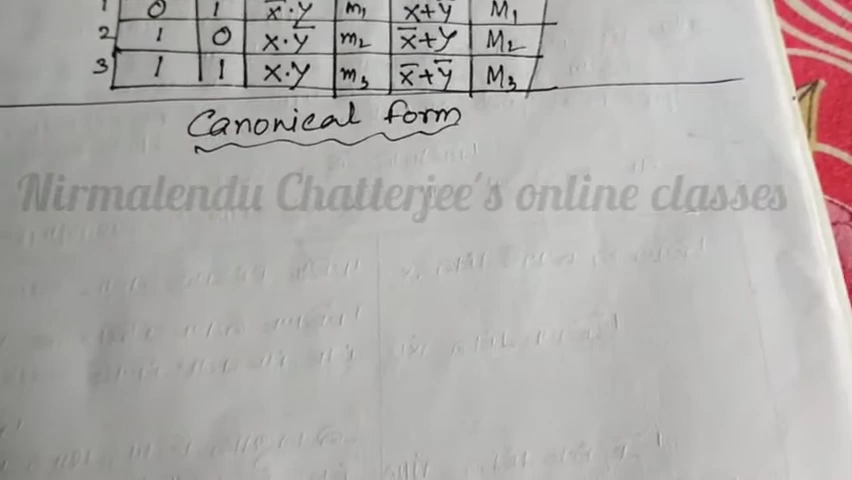 1 0 1 x̅·y m₁ x+y̅ M₁
2 1 0 x·y̅ m₂ x̅+y M₂
3 1 1 x·y m₃ x̅+y̅ M₃
Canonical form
Nirmalendu Chatterjee's online classes